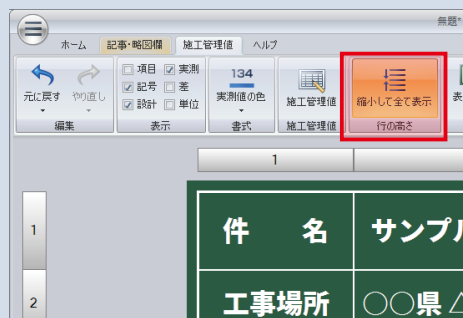 無題*
ホーム 記事・略図欄 施工管理値 ヘルプ
元に戻す やり直し
編集
項目 実測
記号 差
設計 単位
表示
134
実測値の色
書式
施工管理値
施工管理値
縮小して全て表示
行の高さ
表
1
1 件 名 サンプル
2 工事場所 〇〇県△